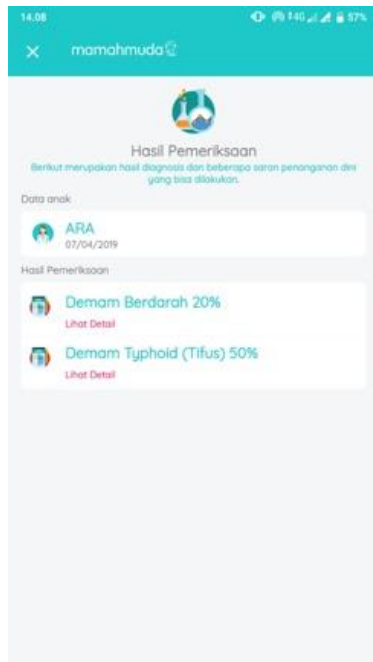 14.08
4G 57%
mamahmuda
Hasil Pemeriksaan
Berikut merupakan hasil diagnosis dan beberapa saran penanganan dini
yang bisa dilakukan.
Data anak
ARA
07/04/2019
Hasil Pemeriksaan
Demam Berdarah 20%
Lihat Detail
Demam Typhoid (Tifus) 50%
Lihat Detail